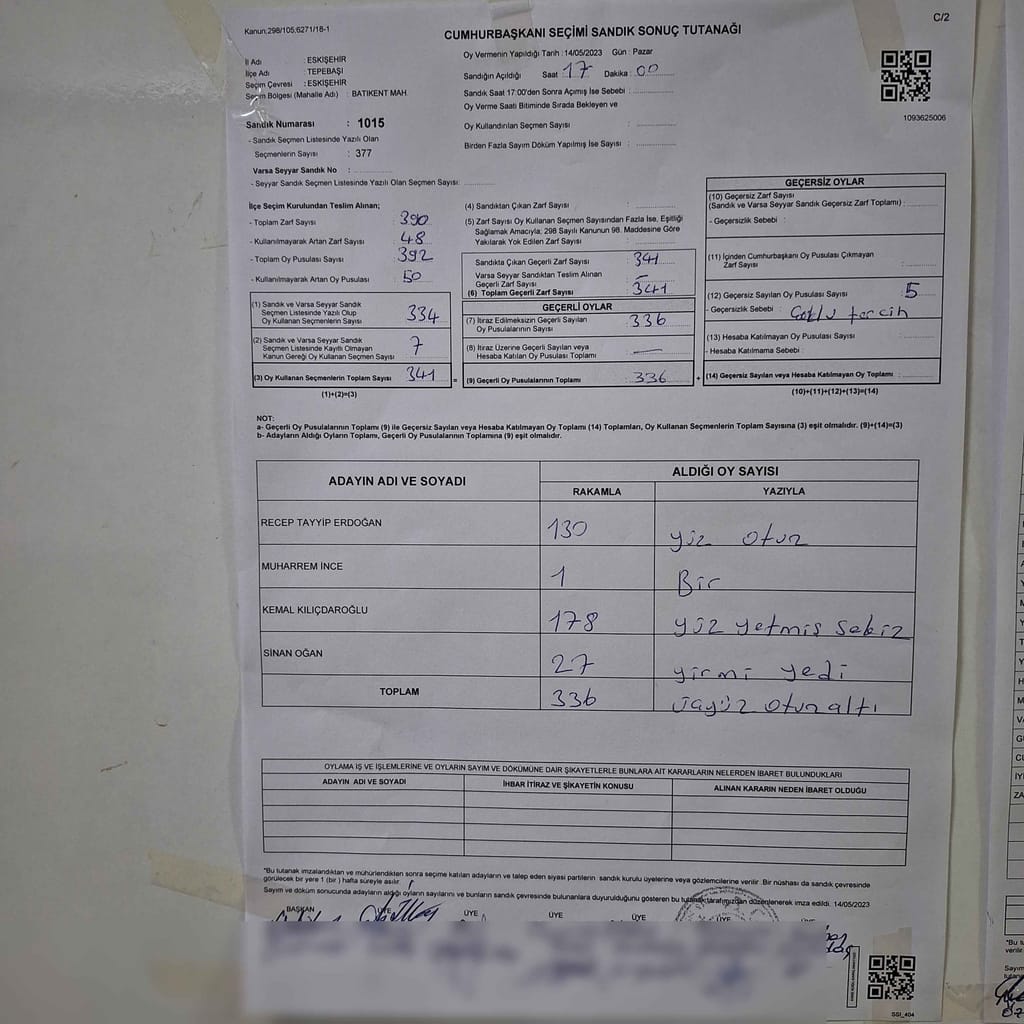 Kanun;298/105;6271/18-1
C/2
CUMHURBAŞKANI SEÇİMİ SANDIK SONUÇ TUTANAĞI
İl Adı : ESKİŞEHİR
İlçe Adı : TEPEBAŞI
Seçim Çevresi : ESKİŞEHİR
Seçim Bölgesi (Mahalle Adı) : BATIKENT MAH.
Oy Vermenin Yapıldığı Tarih : 14/05/2023 Gün : Pazar
Sandığın Açıldığı Saat 17 Dakika : 00
Sandık Saat 17:00'den Sonra Açımış İse Sebebi :
Oy Verme Saati Bitiminde Sırada Bekleyen ve
Oy Kullandırılan Seçmen Sayısı :
Birden Fazla Sayım Döküm Yapılmış İse Sayısı :
1093625006
Sandık Numarası : 1015
- Sandık Seçmen Listesinde Yazılı Olan
Seçmenlerin Sayısı : 377
Varsa Seyyar Sandık No :
- Seyyar Sandık Seçmen Listesinde Yazılı Olan Seçmen Sayısı:
İlçe Seçim Kurulundan Teslim Alınan;
- Toplam Zarf Sayısı : 390
- Kullanılmayarak Artan Zarf Sayısı : 48
- Toplam Oy Pusulası Sayısı : 392
- Kullanılmayarak Artan Oy Pusulası : 50
(1) Sandık ve Varsa Seyyar Sandık
Seçmen Listesinde Yazılı Olup
Oy Kullanan Seçmenlerin Sayısı : 334
(2) Sandık ve Varsa Seyyar Sandık
Seçmen Listesinde Kayıtlı Olmayan
Kanun Gereği Oy Kullanan Seçmen Sayısı : 7
(3) Oy Kullanan Seçmenlerin Toplam Sayısı : 341 =
(1)+(2)=(3)
(4) Sandıktan Çıkan Zarf Sayısı :
(5) Zarf Sayısı Oy Kullanan Seçmen Sayısından Fazla İse, Eşitliği
Sağlamak Amacıyla; 298 Sayılı Kanunun 98. Maddesine Göre
Yakılarak Yok Edilen Zarf Sayısı :
Sandıkta Çıkan Geçerli Zarf Sayısı : 341
Varsa Seyyar Sandıktan Teslim Alınan
Geçerli Zarf Sayısı : –
(6) Toplam Geçerli Zarf Sayısı : 341
GEÇERLİ OYLAR
(7) İtiraz Edilmeksizin Geçerli Sayılan
Oy Pusulalarının Sayısı : 336
(8) İtiraz Üzerine Geçerli Sayılan veya
Hesaba Katılan Oy Pusulası Toplamı : —
(9) Geçerli Oy Pusulalarının Toplamı : 336 +
GEÇERSİZ OYLAR
(10) Geçersiz Zarf Sayısı
(Sandık ve Varsa Seyyar Sandık Geçersiz Zarf Toplamı) :
- Geçersizlik Sebebi :
(11) İçinden Cumhurbaşkanı Oy Pusulası Çıkmayan
Zarf Sayısı :
(12) Geçersiz Sayılan Oy Pusulası Sayısı : 5
- Geçersizlik Sebebi : Çoklu tercih
(13) Hesaba Katılmayan Oy Pusulası Sayısı :
- Hesaba Katılmama Sebebi :
(14) Geçersiz Sayılan veya Hesaba Katılmayan Oy Toplamı :
(10)+(11)+(12)+(13)=(14)
NOT:
a- Geçerli Oy Pusulalarının Toplamı (9) ile Geçersiz Sayılan veya Hesaba Katılmayan Oy Toplamı (14) Toplamları, Oy Kullanan Seçmenlerin Toplam Sayısına (3) eşit olmalıdır. (9)+(14)=(3)
b- Adayların Aldığı Oyların Toplamı, Geçerli Oy Pusulalarının Toplamına (9) eşit olmalıdır.
ADAYIN ADI VE SOYADI
ALDIĞI OY SAYISI
RAKAMLA YAZIYLA
RECEP TAYYİP ERDOĞAN 130 yüz otuz
MUHARREM İNCE 1 Bir
KEMAL KILIÇDAROĞLU 178 yüz yetmiş sekiz
SİNAN OĞAN 27 yirmi yedi
TOPLAM 336 üçyüz otuz altı
OYLAMA İŞ VE İŞLEMLERİNE VE OYLARIN SAYIM VE DÖKÜMÜNE DAİR ŞİKAYETLERLE BUNLARA AİT KARARLARIN NELERDEN İBARET BULUNDUKLARI
ADAYIN ADI VE SOYADI İHBAR İTİRAZ VE ŞİKAYETİN KONUSU ALINAN KARARIN NEDEN İBARET OLDUĞU
*Bu tutanak imzalandıktan ve mühürlendikten sonra seçime katılan adayların ve talep eden siyasi partilerin sandık kurulu üyelerine veya gözlemcilerine verilir. Bir nüshası da sandık çevresinde
görülecek bir yere 1 (bir) hafta süreyle asılır.
Sayım ve döküm sonucunda adayların aldığı oyların sayılarını ve bunların sandık çevresinde bulunanlara duyurulduğunu gösteren bu tutanak tarafımızdan düzenlenerek imza edildi. 14/05/2023
BAŞKAN ÜYE ÜYE ÜYE ÜYE ÜYE
SSI_404